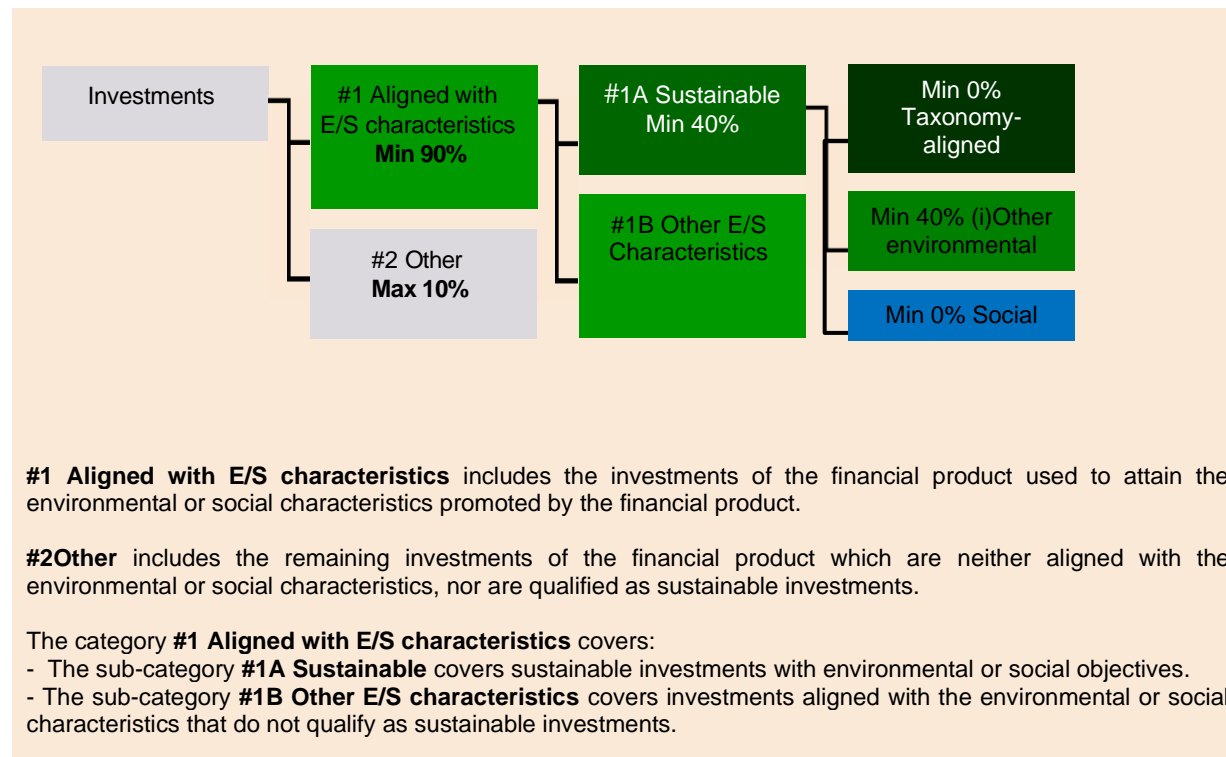 Investments
#1 Aligned with
E/S characteristics
Min 90%
#2 Other
Max 10%
#1A Sustainable
Min 40%
#1B Other E/S
Characteristics
Min 0%
Taxonomy-
aligned
Min 40% (i)Other
environmental
Min 0% Social
#1 Aligned with E/S characteristics includes the investments of the financial product used to attain the
environmental or social characteristics promoted by the financial product.
#2Other includes the remaining investments of the financial product which are neither aligned with the
environmental or social characteristics, nor are qualified as sustainable investments.
The category #1 Aligned with E/S characteristics covers:
- The sub-category #1A Sustainable covers sustainable investments with environmental or social objectives.
- The sub-category #1B Other E/S characteristics covers investments aligned with the environmental or social
characteristics that do not qualify as sustainable investments.